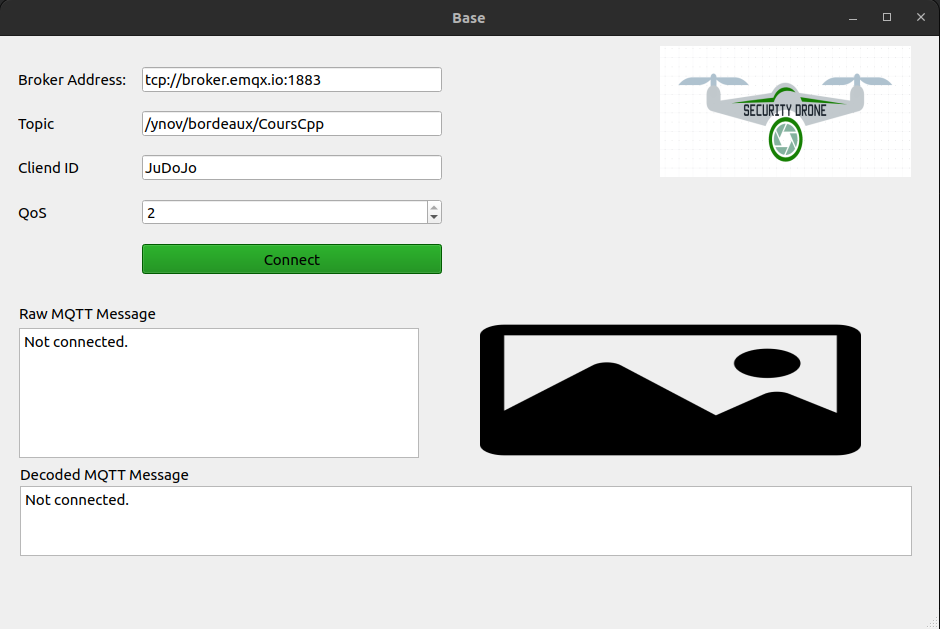 Base
Broker Address: tcp://broker.emqx.io:1883
Topic /ynov/bordeaux/CoursCpp
Cliend ID JuDoJo
QoS 2
Connect
SECURITY DRONE
Raw MQTT Message
Not connected.
Decoded MQTT Message
Not connected.